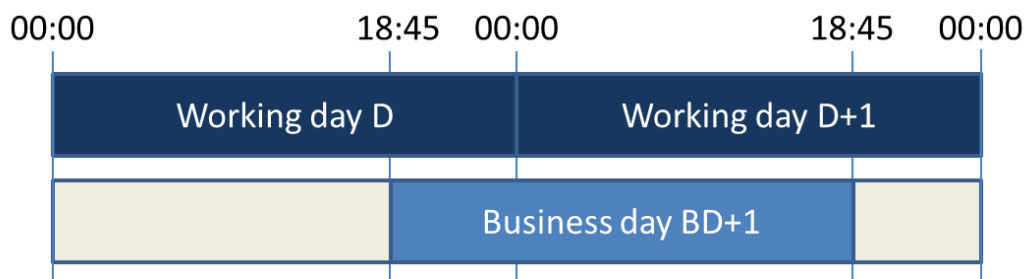 00:00 18:45 00:00 18:45 00:00
Working day D Working day D+1
Business day BD+1